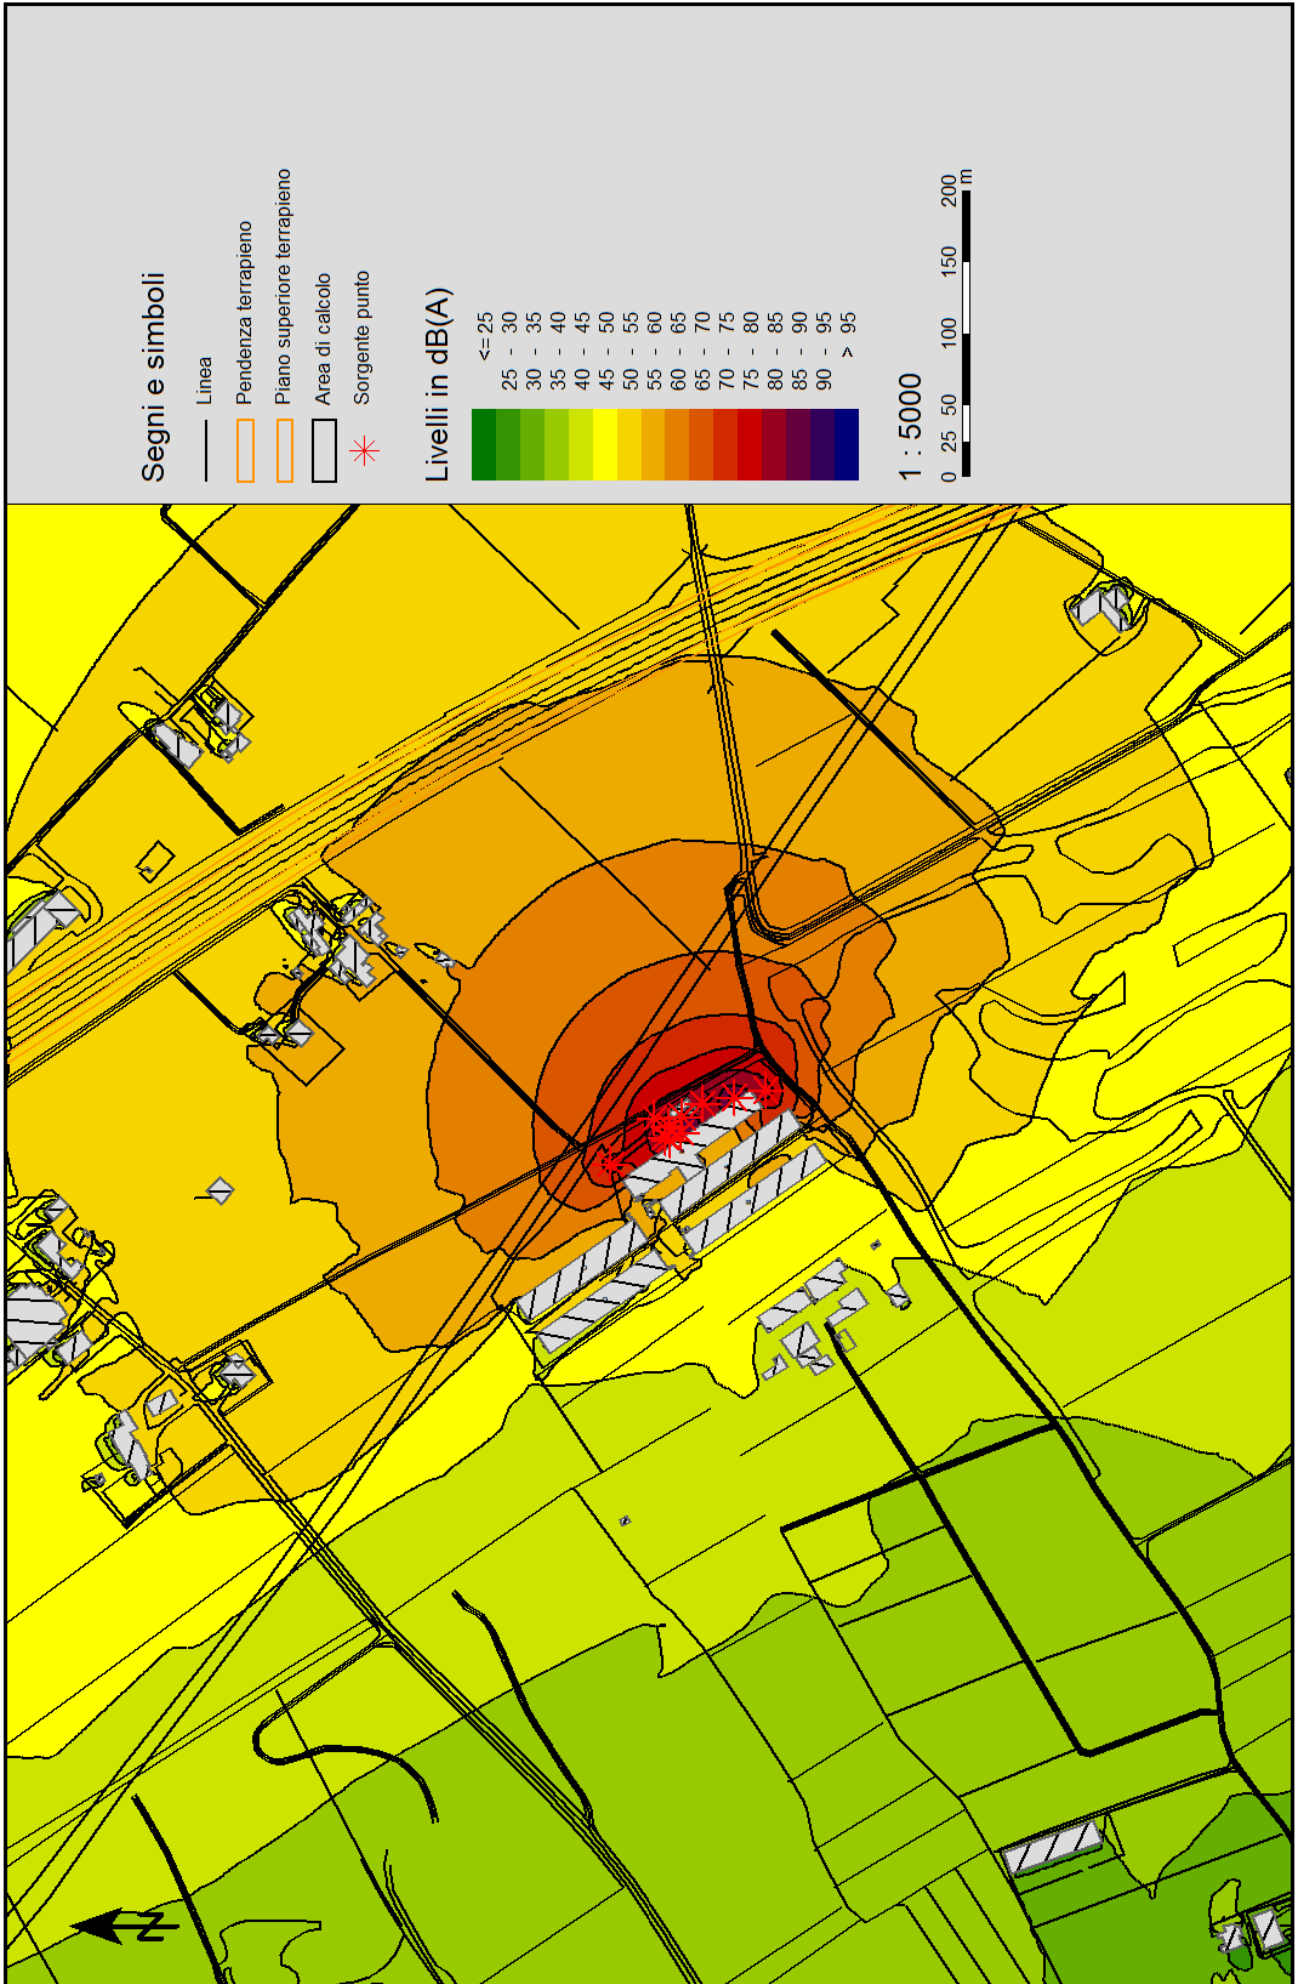 Segni e simboli
Linea
Pendenza terrapieno
Piano superiore terrapieno
Area di calcolo
Sorgente punto
Livelli in dB(A)
<=25
25 - 30
30 - 35
35 - 40
40 - 45
45 - 50
50 - 55
55 - 60
60 - 65
65 - 70
70 - 75
75 - 80
80 - 85
85 - 90
90 - 95
> 95
1 : 5000
0 25 50 100 150 200
m
N